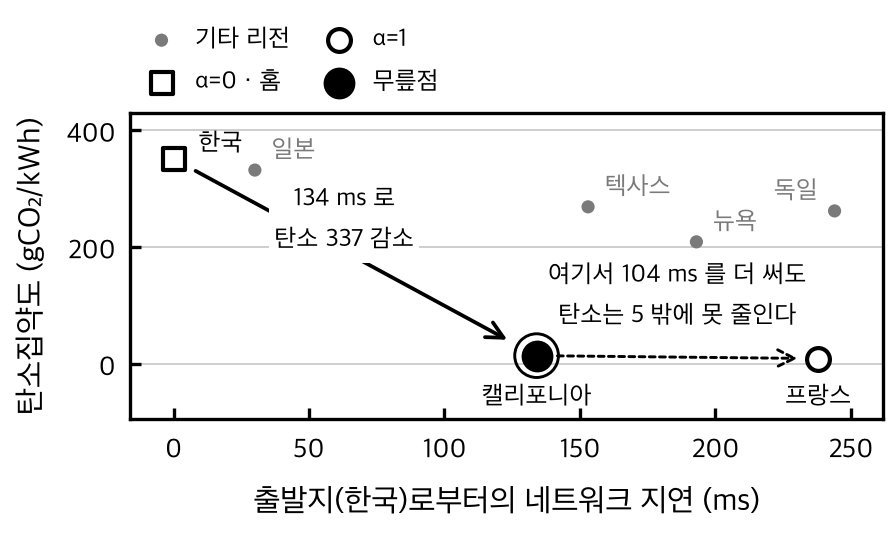 기타 리전
α=1
α=0 · 홈
무릎점
탄소집약도 (gCO₂/kWh)
400
200
0
한국
일본
134 ms 로
탄소 337 감소
텍사스
독일
뉴욕
여기서 104 ms 를 더 써도
탄소는 5 밖에 못 줄인다
캘리포니아
프랑스
0
50
100
150
200
250
출발지(한국)로부터의 네트워크 지연 (ms)